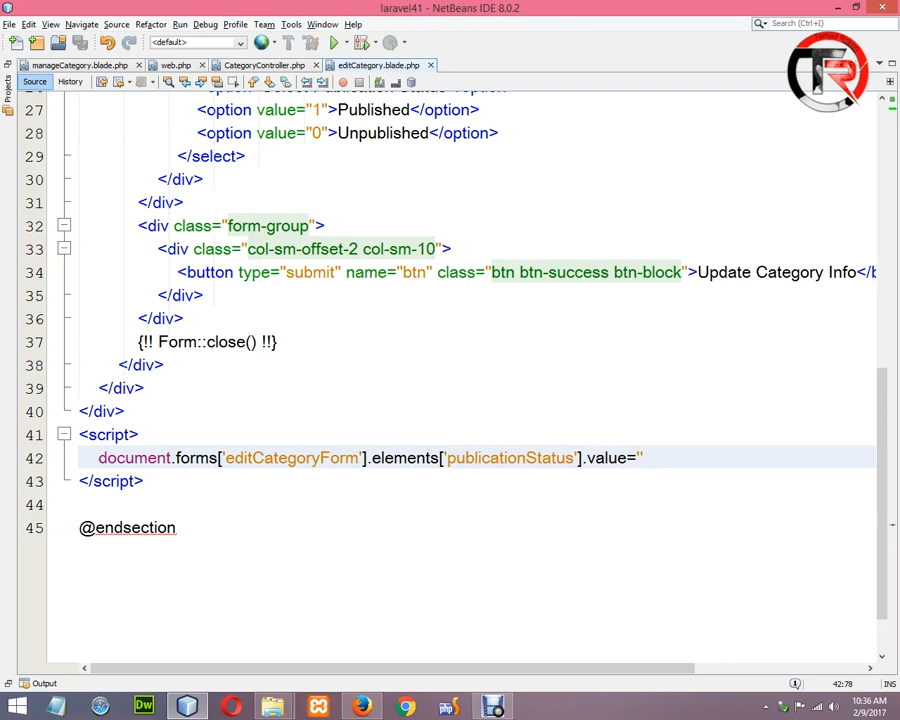 laravel41 - NetBeans IDE 8.0.2
File Edit View Navigate Source Refactor Run Debug Profile Team Tools Window Help
Search (Ctrl+I)
<default>
manageCategory.blade.php web.php CategoryController.php editCategory.blade.php
Source History
Projects
27 <option value="1">Published</option>
28 <option value="0">Unpublished</option>
29 </select>
30 </div>
31 </div>
32 <div class="form-group">
33 <div class="col-sm-offset-2 col-sm-10">
34 <button type="submit" name="btn" class="btn btn-success btn-block">Update Category Info</b
35 </div>
36 </div>
37 {!! Form::close() !!}
38 </div>
39 </div>
40 </div>
41 <script>
42 document.forms['editCategoryForm'].elements['publicationStatus'].value=''
43 </script>
44
45 @endsection
Output
42:78 INS
Dw
php
10:36 AM
2/9/2017